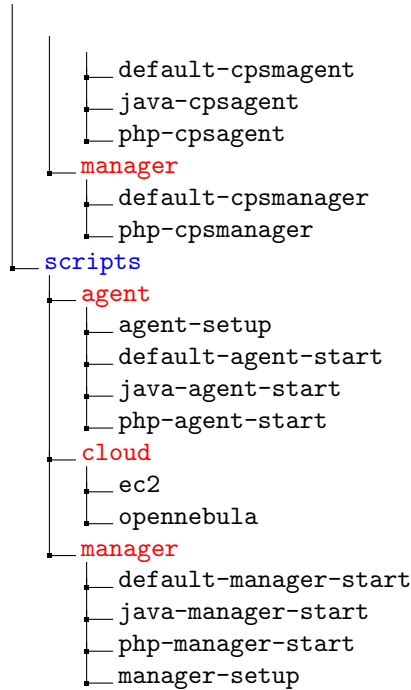 default-cpsmagent
java-cpsagent
php-cpsagent
manager
default-cpsmanager
php-cpsmanager
scripts
agent
agent-setup
default-agent-start
java-agent-start
php-agent-start
cloud
ec2
opennebula
manager
default-manager-start
java-manager-start
php-manager-start
manager-setup